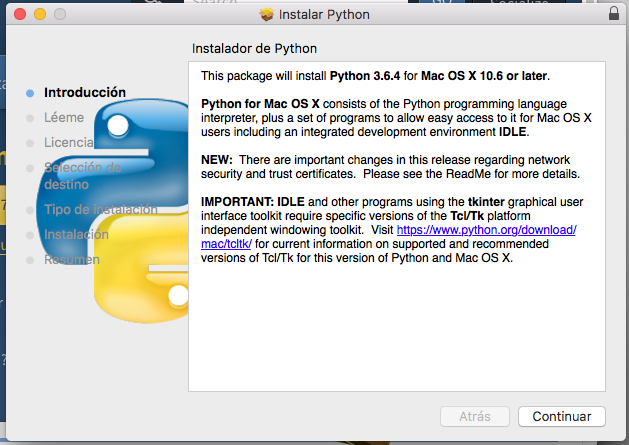 Instalar Python
Instalador de Python
Introducción
Léeme
Licencia
Selección de
destino
Tipo de instalación
Instalación
Resumen
This package will install Python 3.6.4 for Mac OS X 10.6 or later.
Python for Mac OS X consists of the Python programming language
interpreter, plus a set of programs to allow easy access to it for Mac OS X
users including an integrated development environment IDLE.
NEW:  There are important changes in this release regarding network
security and trust certificates.  Please see the ReadMe for more details.
IMPORTANT: IDLE and other programs using the tkinter graphical user
interface toolkit require specific versions of the Tcl/Tk platform
independent windowing toolkit.  Visit https://www.python.org/download/
mac/tcltk/ for current information on supported and recommended
versions of Tcl/Tk for this version of Python and Mac OS X.
Atrás
Continuar